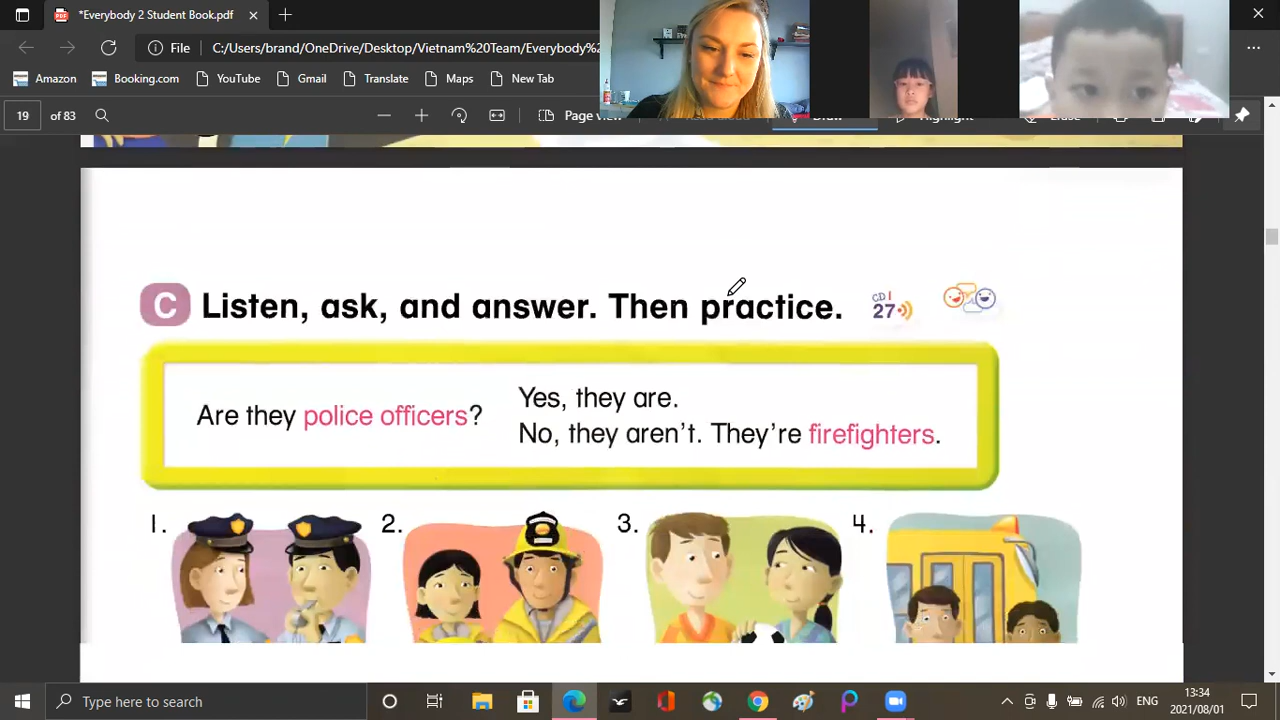 *Everybody 2 Student Book.pdf
File
C:/Users/brand/OneDrive/Desktop/Vietnam%20Team/Everybody%
Amazon
Booking.com
YouTube
Gmail
Translate
Maps
New Tab
19 of 83
Page view
Draw
Highlight
Erase
C Listen, ask, and answer. Then practice.
CD 1
27
Are they police officers?
Yes, they are.
No, they aren't. They're firefighters.
1.
2.
3.
4.
Type here to search
ENG
13:34
2021/08/01